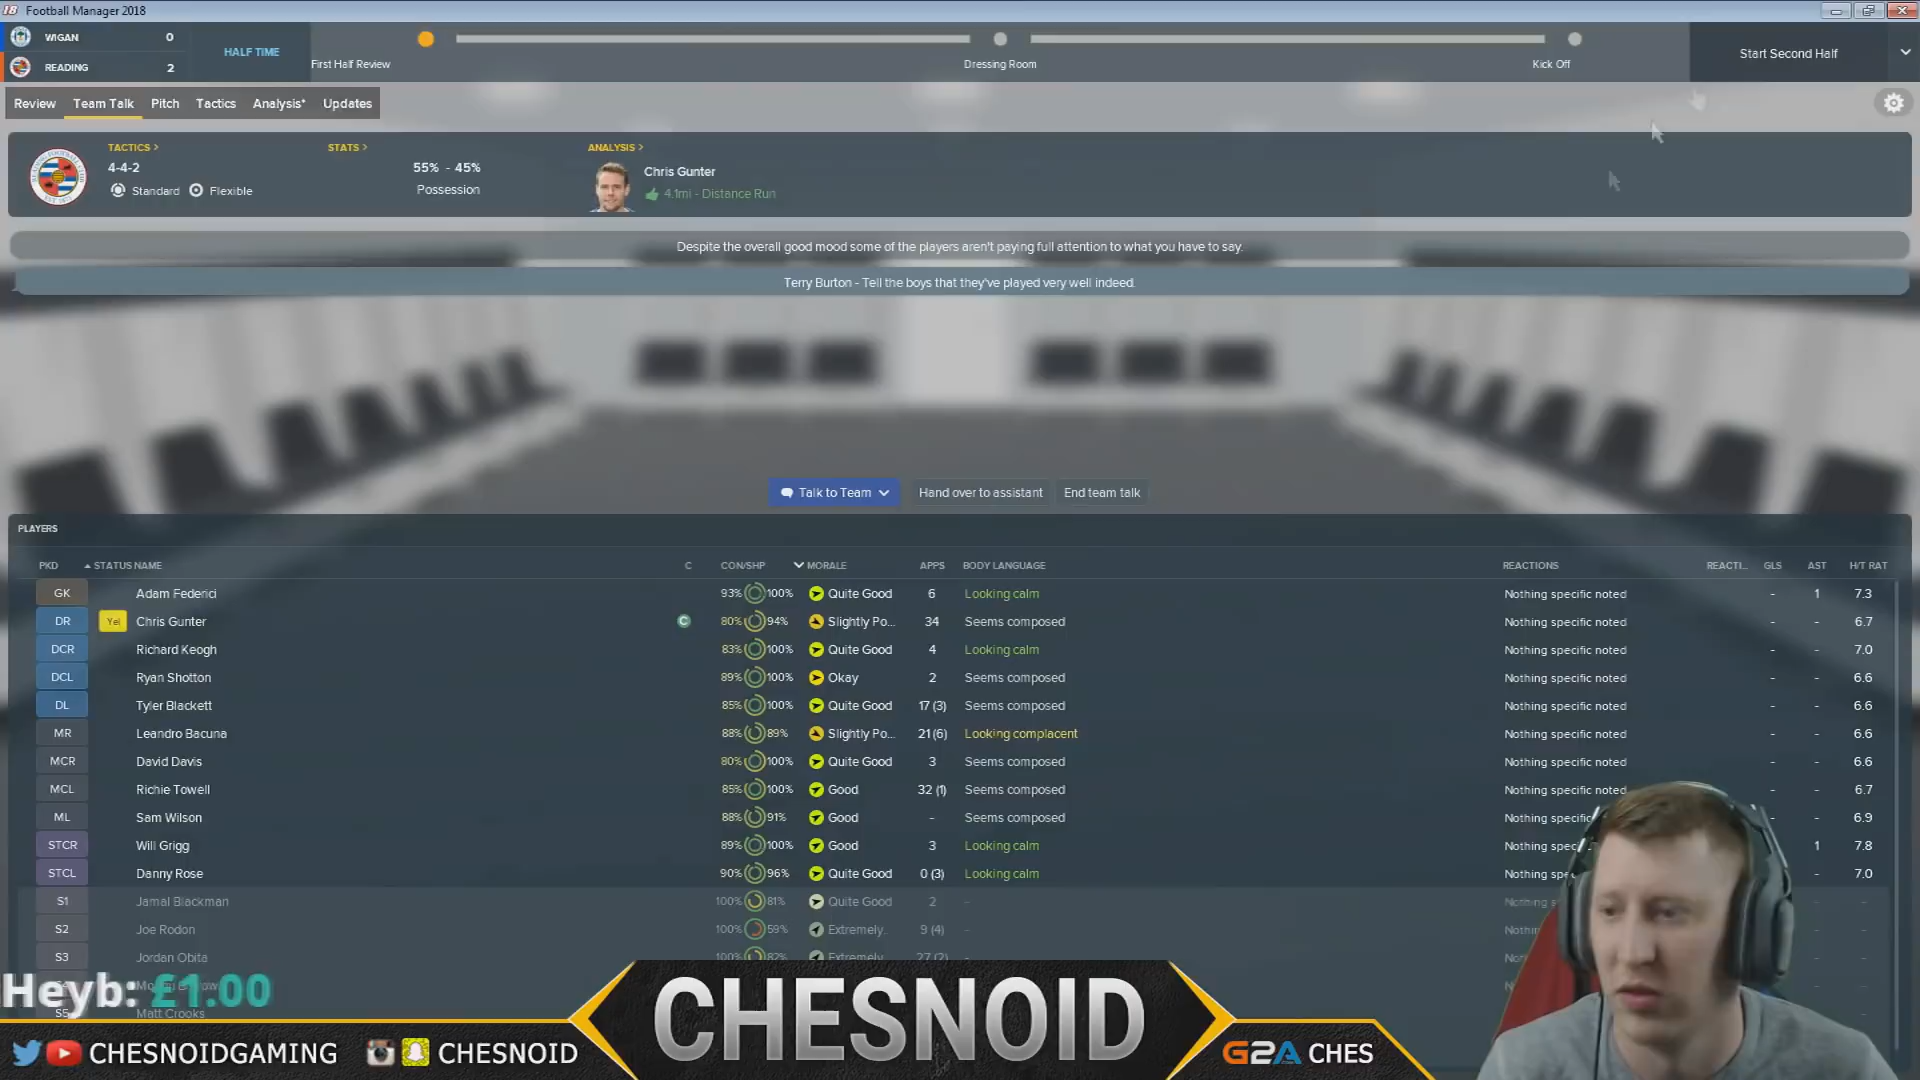 Football Manager 2018
WIGAN 0
READING 2
HALF TIME
First Half Review
Dressing Room
Kick Off
Start Second Half
Review Team Talk Pitch Tactics Analysis* Updates
TACTICS >
4-4-2
Standard Flexible
STATS >
55% - 45%
Possession
ANALYSIS >
Chris Gunter
4.1mi - Distance Run
Despite the overall good mood some of the players aren't paying full attention to what you have to say.
Terry Burton - Tell the boys that they've played very well indeed.
Talk to Team Hand over to assistant End team talk
PLAYERS
PKD STATUS NAME C CON/SHP MORALE APPS BODY LANGUAGE REACTIONS REACTI... GLS AST H/T RAT
GK Adam Federici 93% 100% Quite Good 6 Looking calm Nothing specific noted - 1 7.3
DR Yel Chris Gunter C 80% 94% Slightly Po... 34 Seems composed Nothing specific noted - - 6.7
DCR Richard Keogh 83% 100% Quite Good 4 Looking calm Nothing specific noted - - 7.0
DCL Ryan Shotton 89% 100% Okay 2 Seems composed Nothing specific noted - - 6.6
DL Tyler Blackett 85% 100% Quite Good 17 (3) Seems composed Nothing specific noted - - 6.6
MR Leandro Bacuna 88% 89% Slightly Po... 21 (6) Looking complacent Nothing specific noted - - 6.6
MCR David Davis 80% 100% Quite Good 3 Seems composed Nothing specific noted - - 6.6
MCL Richie Towell 85% 100% Good 32 (1) Seems composed Nothing specific noted - - 6.7
ML Sam Wilson 88% 91% Good - Seems composed Nothing specific - - 6.9
STCR Will Grigg 89% 100% Good 3 Looking calm Nothing spec - 1 7.8
STCL Danny Rose 90% 96% Quite Good 0 (3) Looking calm Nothing spe - - 7.0
S1 Jamal Blackman 100% 81% Quite Good 2 - Nothing s - - -
S2 Joe Rodon 100% 59% Extremely... 9 (4) - Nothin
S3 Jordan Obita 100% 82% Extremely 27 (2) Noth
Heyb: £1.00
S5 Matt Crooks
CHESNOIDGAMING CHESNOID
CHESNOID
G2A CHES